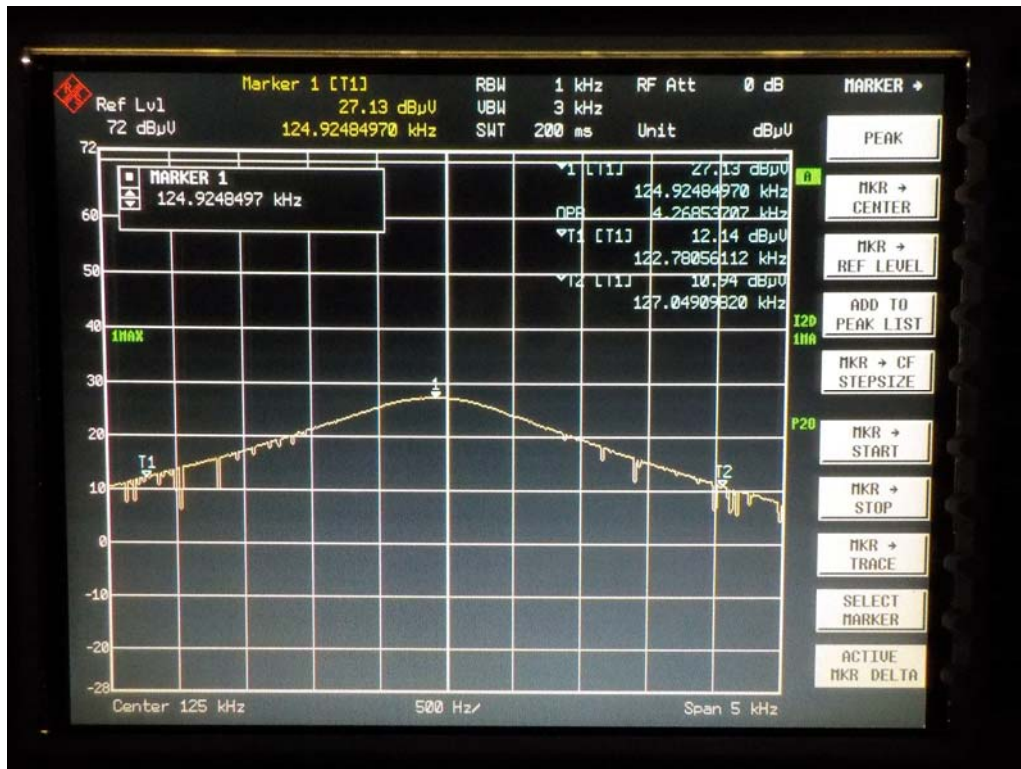 Marker 1 [T1]
RBW 1 kHz RF Att 0 dB
Ref Lvl 27.13 dBµV VBW 3 kHz
72 dBµV 124.92484970 kHz SWT 200 ms Unit dBµV
MARKER →
PEAK
MKR →
CENTER
MKR →
REF LEVEL
ADD TO
PEAK LIST
MKR → CF
STEPSIZE
MKR →
START
MKR →
STOP
MKR →
TRACE
SELECT
MARKER
ACTIVE
MKR DELTA
72
60
50
40
30
20
10
0
-10
-20
-28
MARKER 1
124.9248497 kHz
1 [T1] 27.13 dBµV
124.92484970 kHz
OPB 4.26853707 kHz
T1 [T1] 12.14 dBµV
122.78056112 kHz
T2 [T1] 10.94 dBµV
127.04909820 kHz
A
1MAX
I2D
1MA
P20
1
T1
T2
Center 125 kHz 500 Hz/ Span 5 kHz